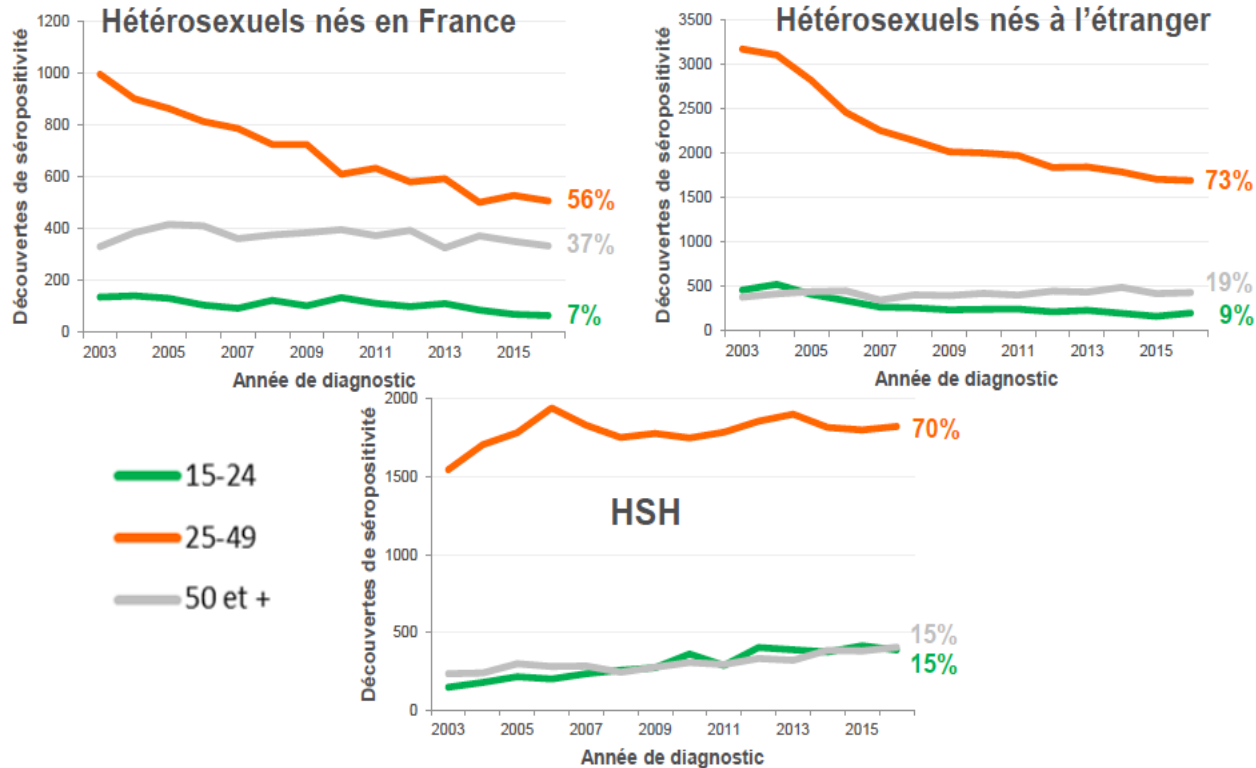 Hétérosexuels nés en France
Découvertes de séropositivité
1200
1000
800
600
400
200
0
2003 2005 2007 2009 2011 2013 2015
Année de diagnostic
56%
37%
7%
Hétérosexuels nés à l'étranger
Découvertes de séropositivité
3500
3000
2500
2000
1500
1000
500
0
2003 2005 2007 2009 2011 2013 2015
Année de diagnostic
73%
19%
9%
15-24
25-49
50 et +
HSH
Découvertes de séropositivité
2000
1500
1000
500
0
2003 2005 2007 2009 2011 2013 2015
Année de diagnostic
70%
15%
15%